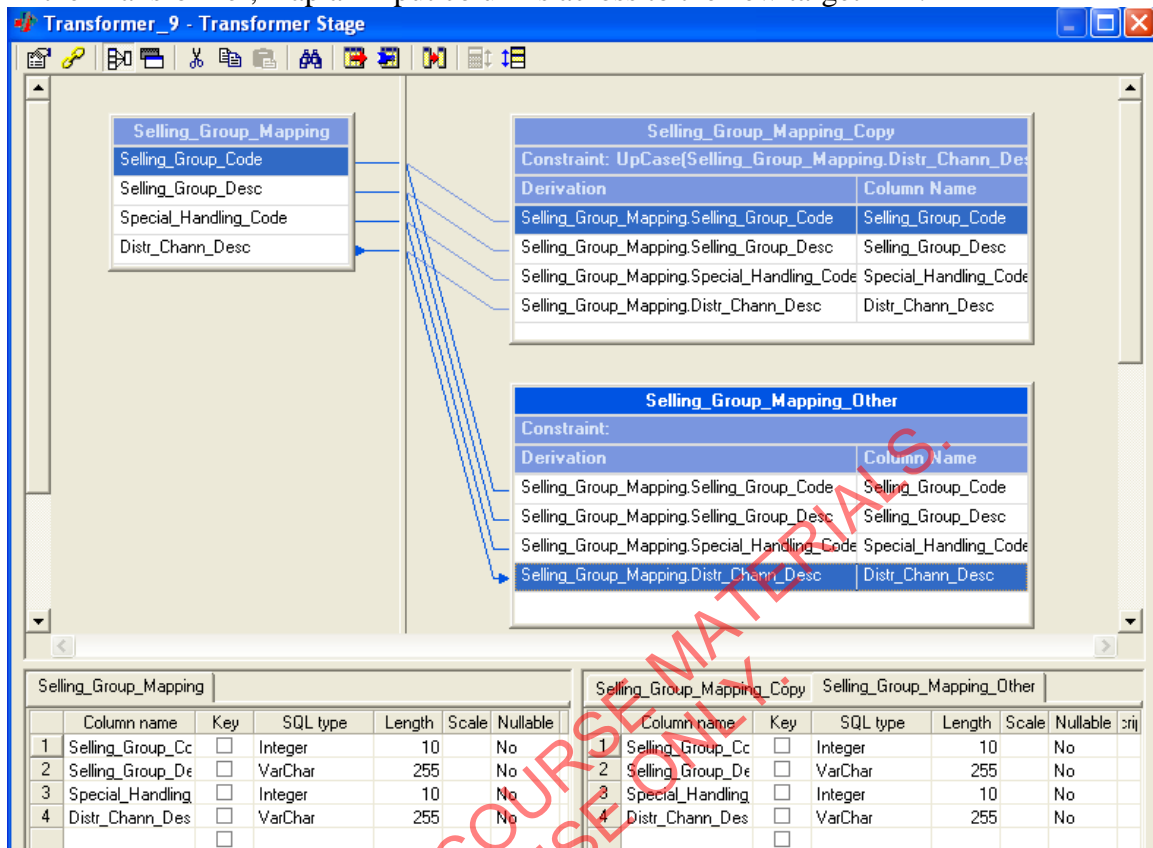 Transformer_9 - Transformer Stage
Selling_Group_Mapping
Selling_Group_Code
Selling_Group_Desc
Special_Handling_Code
Distr_Chann_Desc
Selling_Group_Mapping_Copy
Constraint: UpCase(Selling_Group_Mapping.Distr_Chann_Des
Derivation Column Name
Selling_Group_Mapping.Selling_Group_Code Selling_Group_Code
Selling_Group_Mapping.Selling_Group_Desc Selling_Group_Desc
Selling_Group_Mapping.Special_Handling_Code Special_Handling_Code
Selling_Group_Mapping.Distr_Chann_Desc Distr_Chann_Desc
Selling_Group_Mapping_Other
Constraint:
Derivation Column Name
Selling_Group_Mapping.Selling_Group_Code Selling_Group_Code
Selling_Group_Mapping.Selling_Group_Desc Selling_Group_Desc
Selling_Group_Mapping.Special_Handling_Code Special_Handling_Code
Selling_Group_Mapping.Distr_Chann_Desc Distr_Chann_Desc
Selling_Group_Mapping
Column name Key SQL type Length Scale Nullable
1 Selling_Group_Cc Integer 10 No
2 Selling_Group_De VarChar 255 No
3 Special_Handling Integer 10 No
4 Distr_Chann_Des VarChar 255 No
Selling_Group_Mapping_Copy Selling_Group_Mapping_Other
Column name Key SQL type Length Scale Nullable
1 Selling_Group_Cc Integer 10 No
2 Selling_Group_De VarChar 255 No
3 Special_Handling Integer 10 No
4 Distr_Chann_Des VarChar 255 No
COURSE MATERIALS.
USE ONLY.